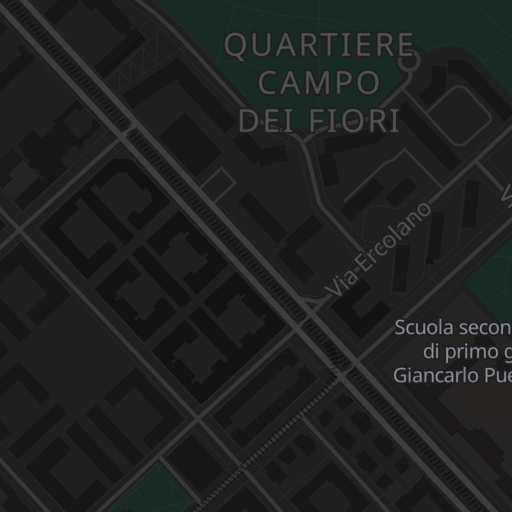 QUARTIERE
CAMPO
DEI FIORI
Via Ercolano
Scuola secon
di primo g
Giancarlo Pue